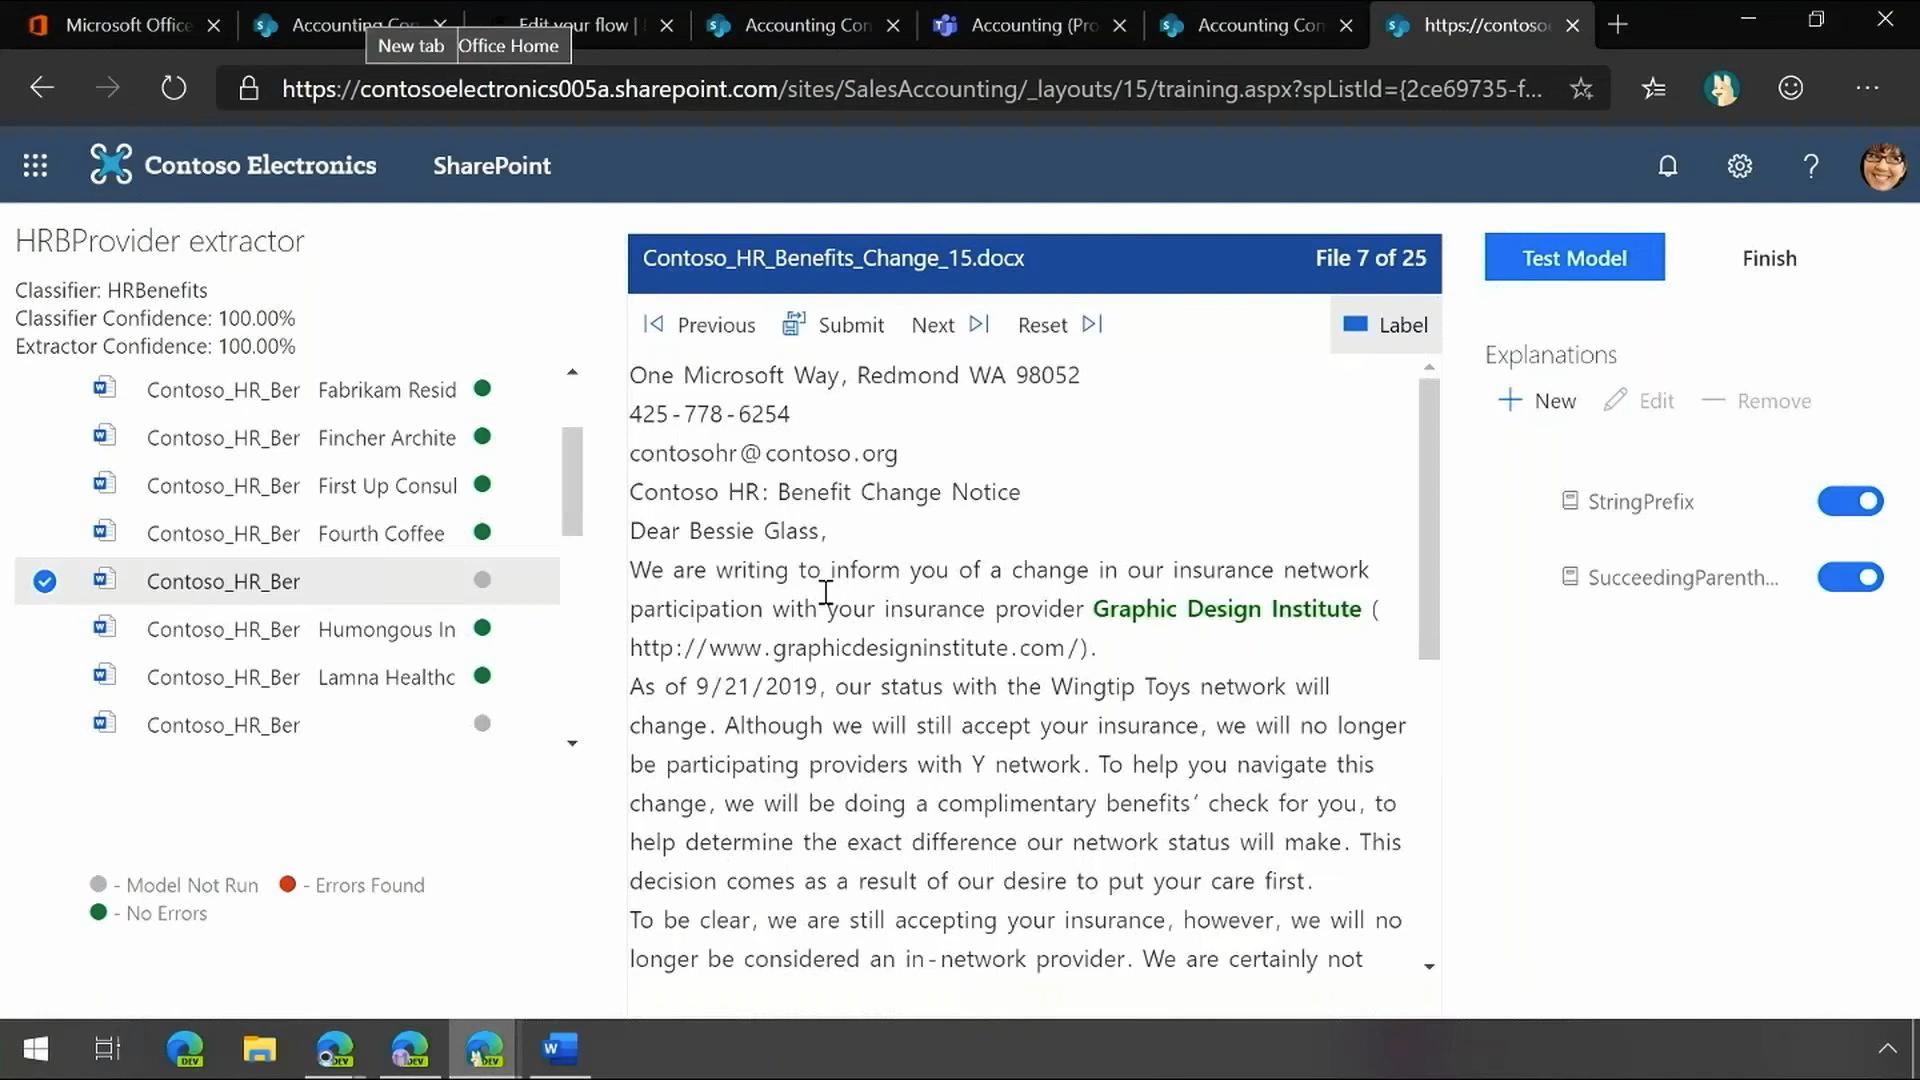 Microsoft Office
Accounting Con
Edit your flow |
Accounting Con
Accounting (Pro
Accounting Con
https://contoso
New tab
Office Home
https://contosoelectronics005a.sharepoint.com/sites/SalesAccounting/_layouts/15/training.aspx?spListId={2ce69735-f...
Contoso Electronics
SharePoint
HRBProvider extractor
Classifier: HRBenefits
Classifier Confidence: 100.00%
Extractor Confidence: 100.00%
Contoso_HR_Ber Fabrikam Resid
Contoso_HR_Ber Fincher Archite
Contoso_HR_Ber First Up Consul
Contoso_HR_Ber Fourth Coffee
Contoso_HR_Ber
Contoso_HR_Ber Humongous In
Contoso_HR_Ber Lamna Healthc
Contoso_HR_Ber
- Model Not Run
- Errors Found
- No Errors
Contoso_HR_Benefits_Change_15.docx
File 7 of 25
Previous
Submit
Next
Reset
Label
One Microsoft Way, Redmond WA 98052
425-778-6254
contosohr@contoso.org
Contoso HR: Benefit Change Notice
Dear Bessie Glass,
We are writing to inform you of a change in our insurance network
participation with your insurance provider Graphic Design Institute (
http://www.graphicdesigninstitute.com/).
As of 9/21/2019, our status with the Wingtip Toys network will
change. Although we will still accept your insurance, we will no longer
be participating providers with Y network. To help you navigate this
change, we will be doing a complimentary benefits’ check for you, to
help determine the exact difference our network status will make. This
decision comes as a result of our desire to put your care first.
To be clear, we are still accepting your insurance, however, we will no
longer be considered an in-network provider. We are certainly not
Test Model
Finish
Explanations
New
Edit
Remove
StringPrefix
SucceedingParenth...
DEV
DEV
DEV
DEV